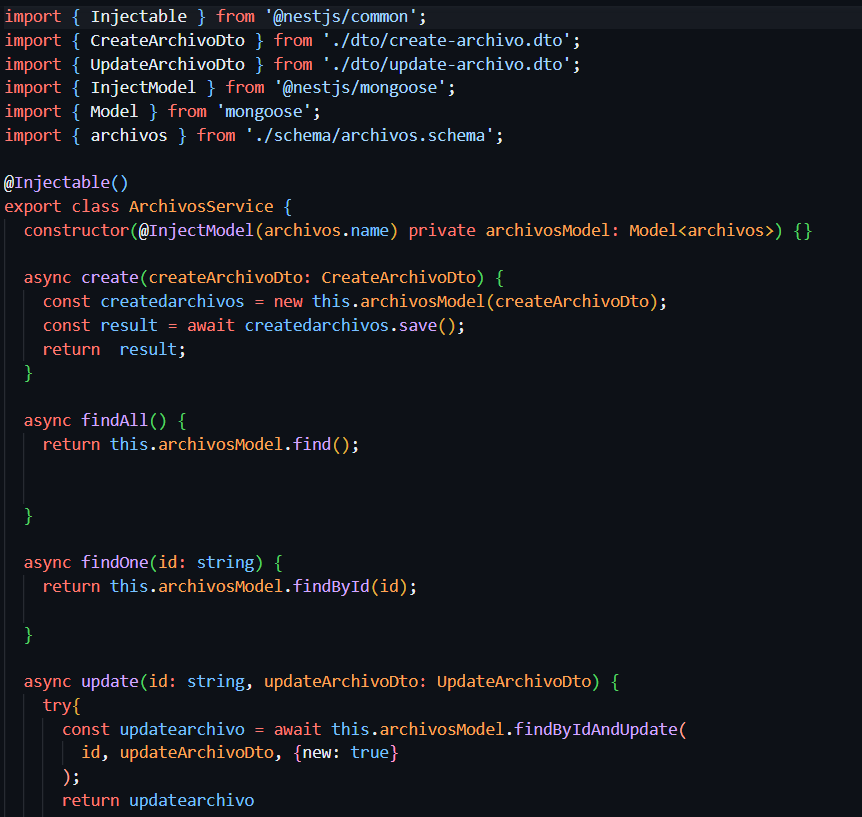 import { Injectable } from '@nestjs/common';
import { CreateArchivoDto } from './dto/create-archivo.dto';
import { UpdateArchivoDto } from './dto/update-archivo.dto';
import { InjectModel } from '@nestjs/mongoose';
import { Model } from 'mongoose';
import { archivos } from './schema/archivos.schema';

@Injectable()
export class ArchivosService {
  constructor(@InjectModel(archivos.name) private archivosModel: Model<archivos>) {}

  async create(createArchivoDto: CreateArchivoDto) {
    const createdarchivos = new this.archivosModel(createArchivoDto);
    const result = await createdarchivos.save();
    return  result;
  }

  async findAll() {
    return this.archivosModel.find();


  }

  async findOne(id: string) {
    return this.archivosModel.findById(id);

  }

  async update(id: string, updateArchivoDto: UpdateArchivoDto) {
    try{
      const updatearchivo = await this.archivosModel.findByIdAndUpdate(
        id, updateArchivoDto, {new: true}
      );
      return updatearchivo